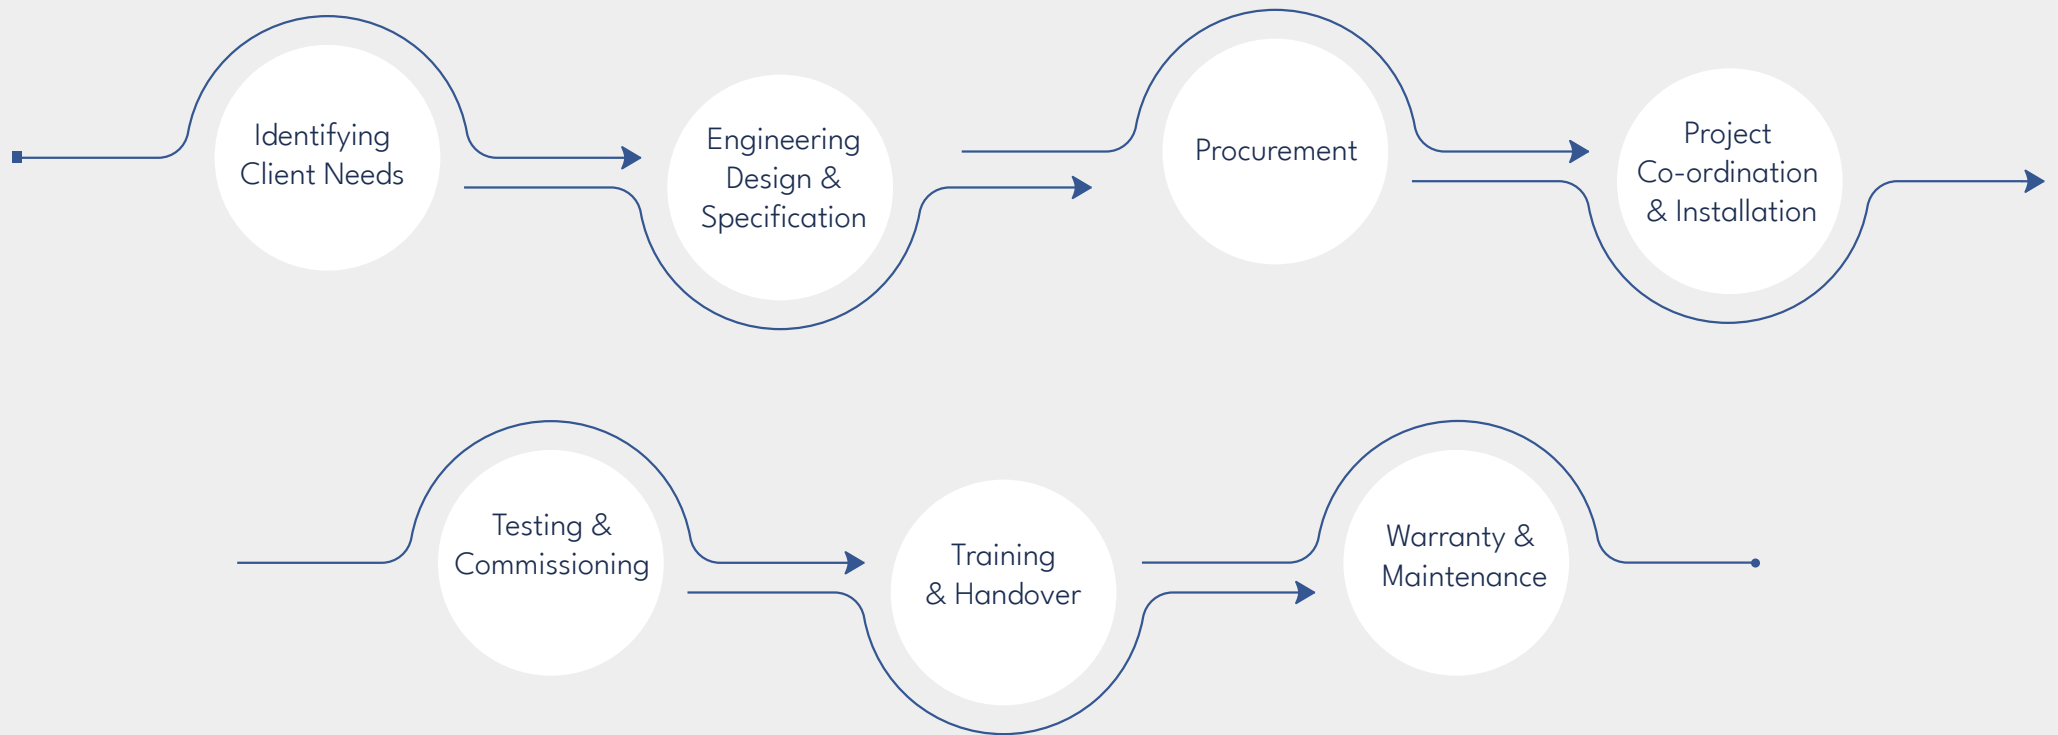 Identifying
Client Needs
Engineering
Design &
Specification
Procurement
Project
Co-ordination
& Installation
Testing &
Commissioning
Training
& Handover
Warranty &
Maintenance